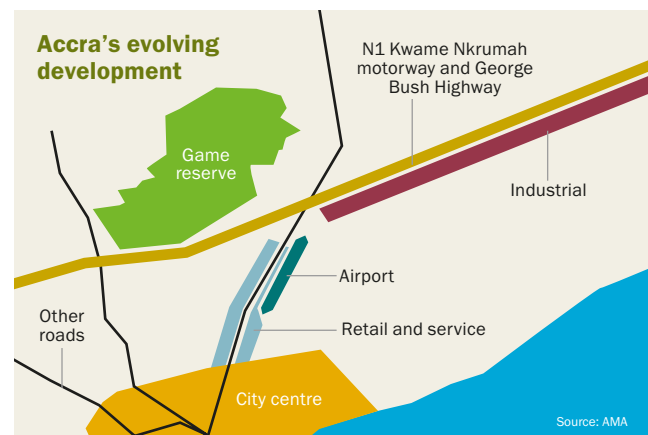 Accra's evolving
development
N1 Kwame Nkrumah
motorway and George
Bush Highway
Game
reserve
Industrial
Airport
Other
roads
Retail and service
City centre
Source: AMA